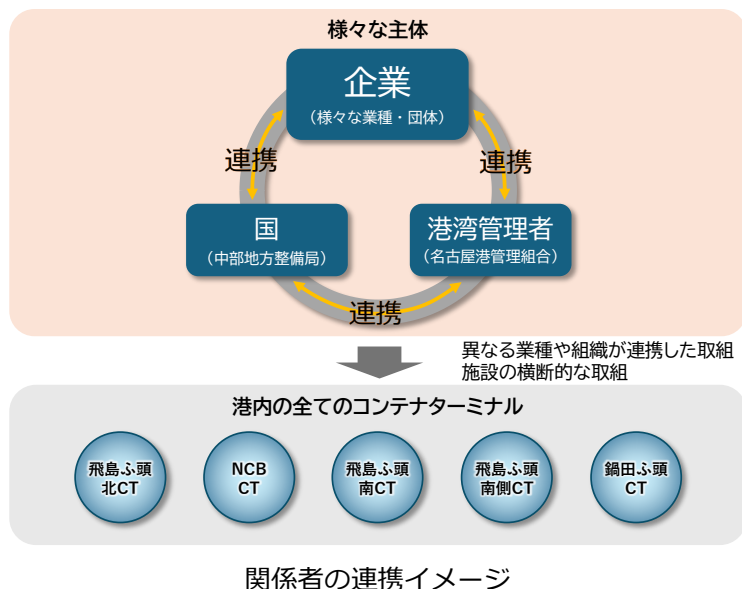 様々な主体
企業
（様々な業種・団体）
連携
連携
国
（中部地方整備局）
港湾管理者
（名古屋港管理組合）
連携
異なる業種や組織が連携した取組
施設の横断的な取組
港内の全てのコンテナターミナル
飛島ふ頭
北CT
NCB
CT
飛島ふ頭
南CT
飛島ふ頭
南側CT
鍋田ふ頭
CT
関係者の連携イメージ